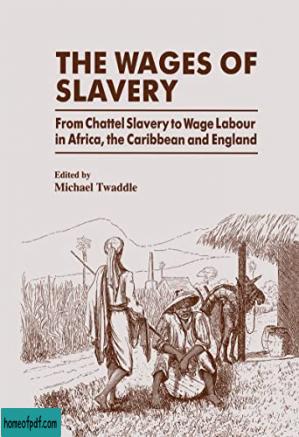 THE WAGES OF
SLAVERY
From Chattel Slavery to Wage Labour
in Africa, the Caribbean and England
Edited by
Michael Twaddle
homeofpdf.com